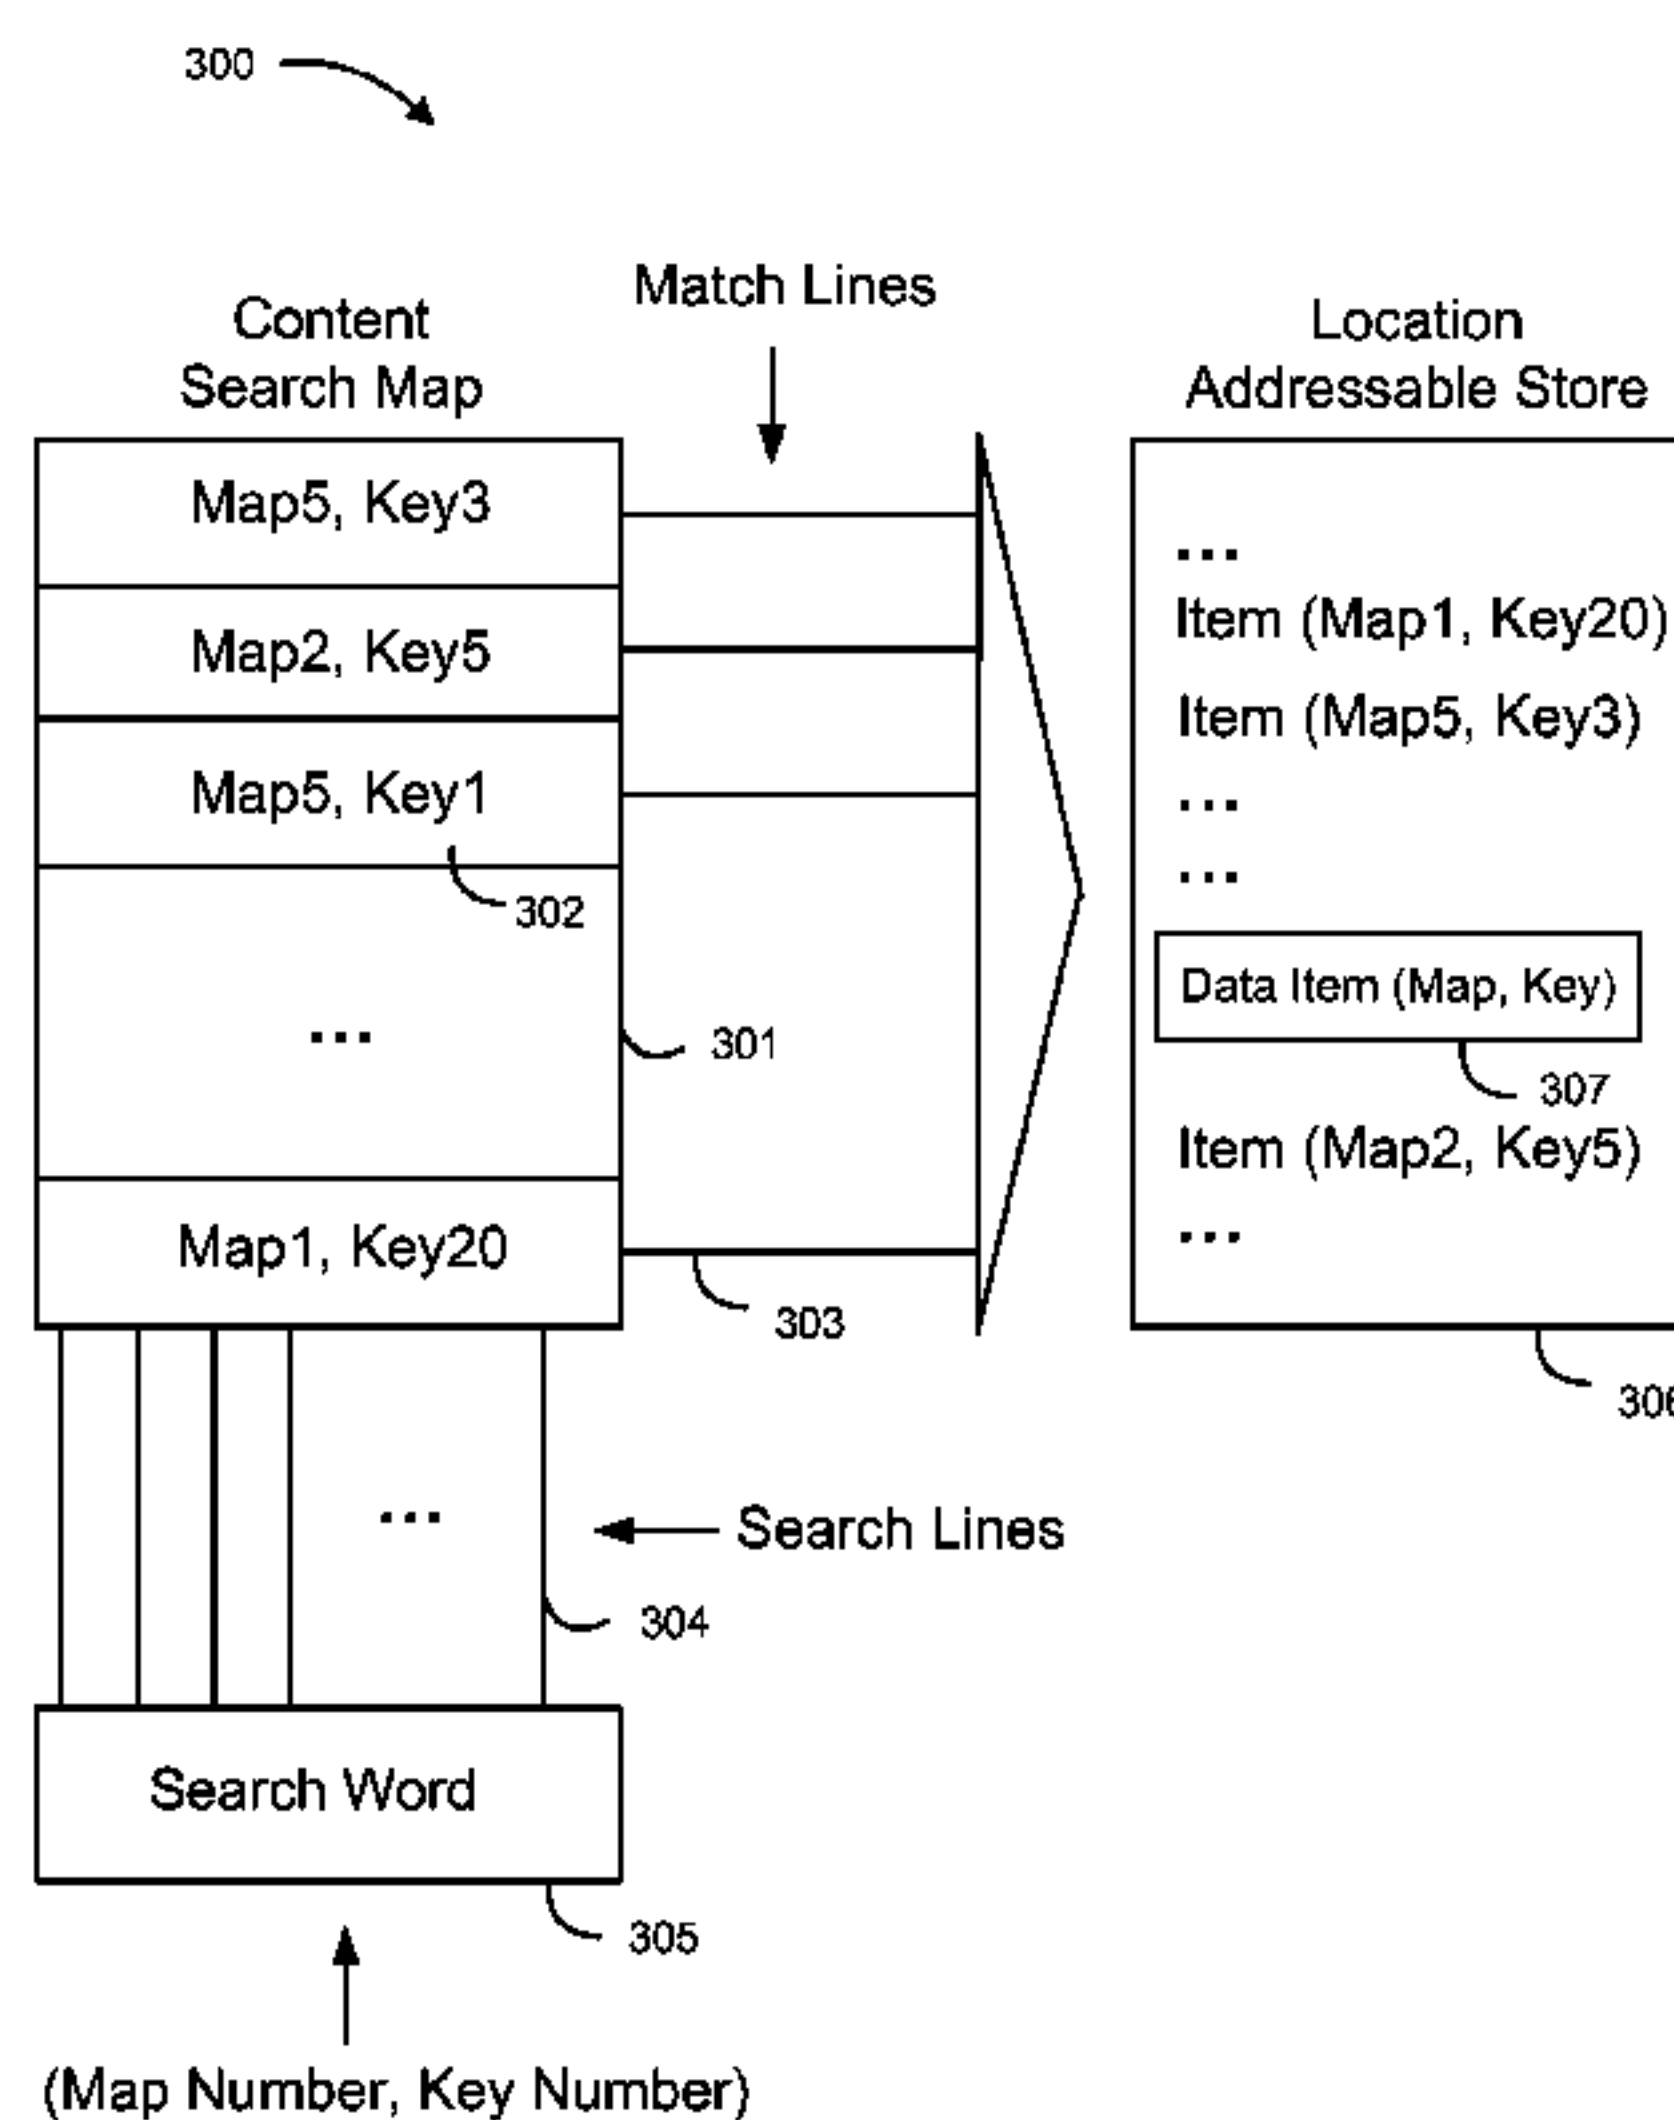 300
Match Lines
Content
Search Map
Location
Addressable Store
Map5, Key3
Map2, Key5
Map5, Key1
302
...
301
Map1, Key20
303
...
Item (Map1, Key20)
Item (Map5, Key3)
...
...
Data Item (Map, Key)
307
Item (Map2, Key5)
...
...
Search Lines
304
Search Word
305
(Map Number, Key Number)